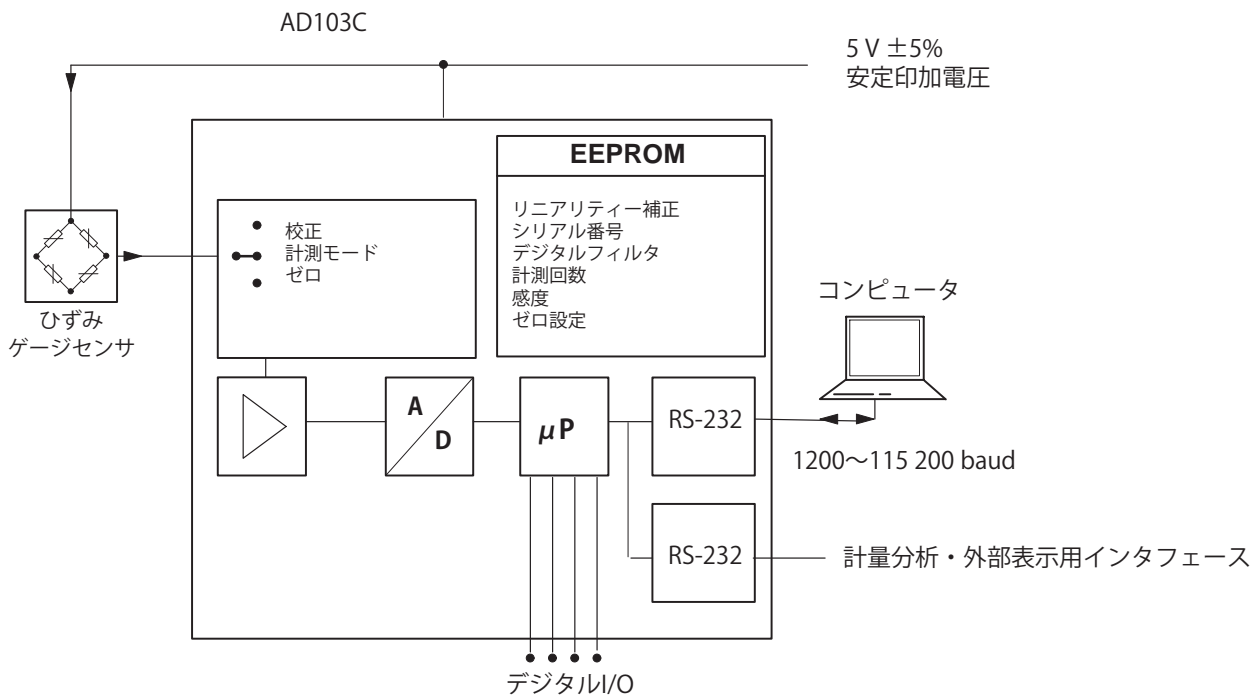 AD103C
5 V ±5%
安定印加電圧
EEPROM
リニアリティー補正
シリアル番号
デジタルフィルタ
計測回数
感度
ゼロ設定
校正
計測モード
ゼロ
ひずみ
ゲージセンサ
コンピュータ
A
D
μP
RS-232
1200～115 200 baud
RS-232
計量分析・外部表示用インタフェース
デジタルI/O